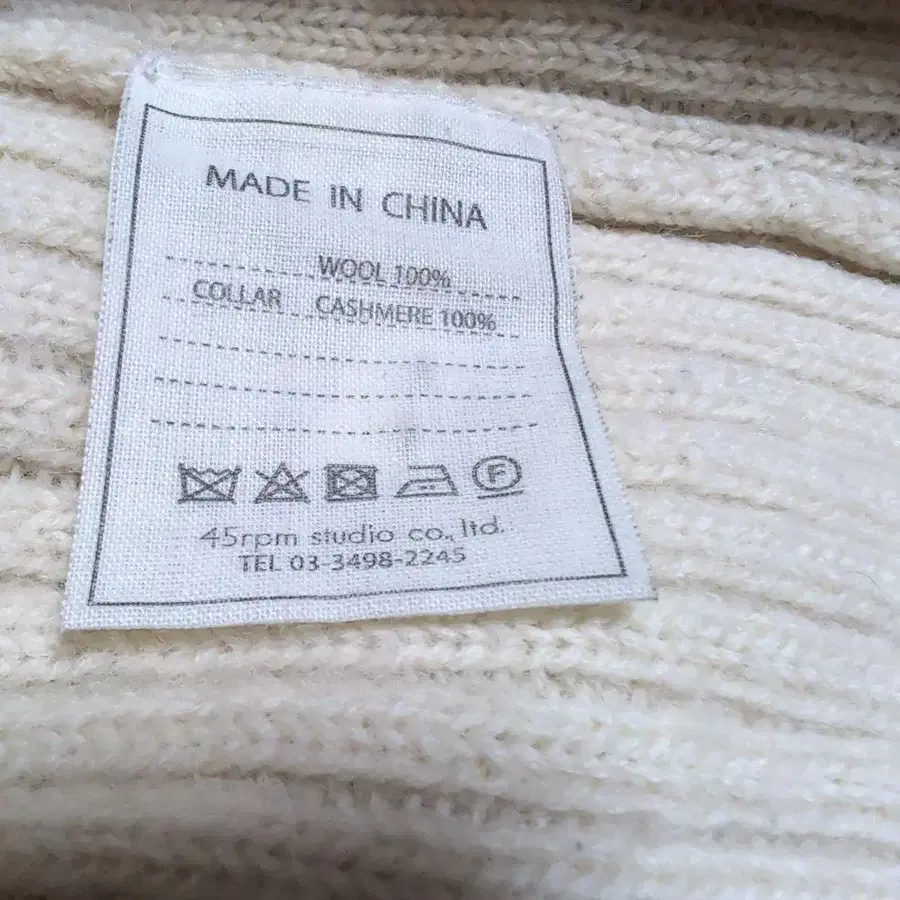 MADE IN CHINA
WOOL 100%
COLLAR CASHMERE 100%
F
45rpm studio co., ltd.
TEL 03-3498-2245